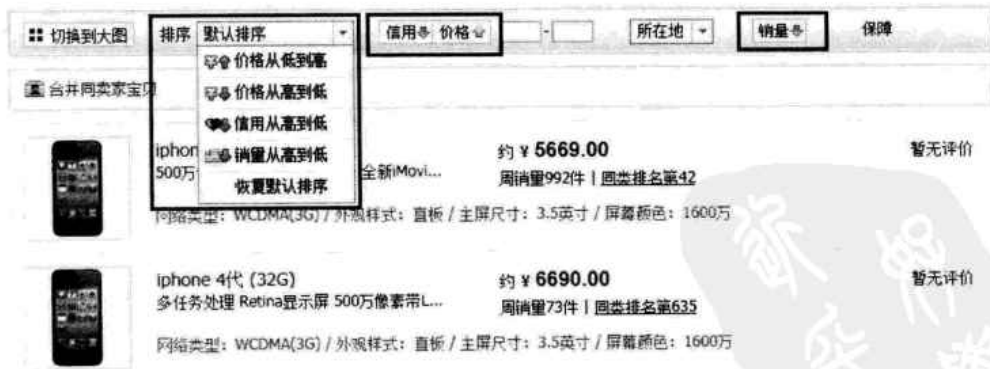 切换到大图 排序 默认排序 信用 价格 - 所在地 销量 保障
价格从低到高
合并同卖家宝贝 价格从高到低
信用从高到低
销量从高到低
恢复默认排序
iphon 约 ¥ 5669.00 暂无评价
500万 全新iMovi... 周销量992件 | 同类排名第42
网络类型：WCDMA(3G) / 外观样式：直板 / 主屏尺寸：3.5英寸 / 屏幕颜色：1600万
iphone 4代 (32G) 约 ¥ 6690.00 暂无评价
多任务处理 Retina显示屏 500万像素带L... 周销量73件 | 同类排名第635
网络类型：WCDMA(3G) / 外观样式：直板 / 主屏尺寸：3.5英寸 / 屏幕颜色：1600万